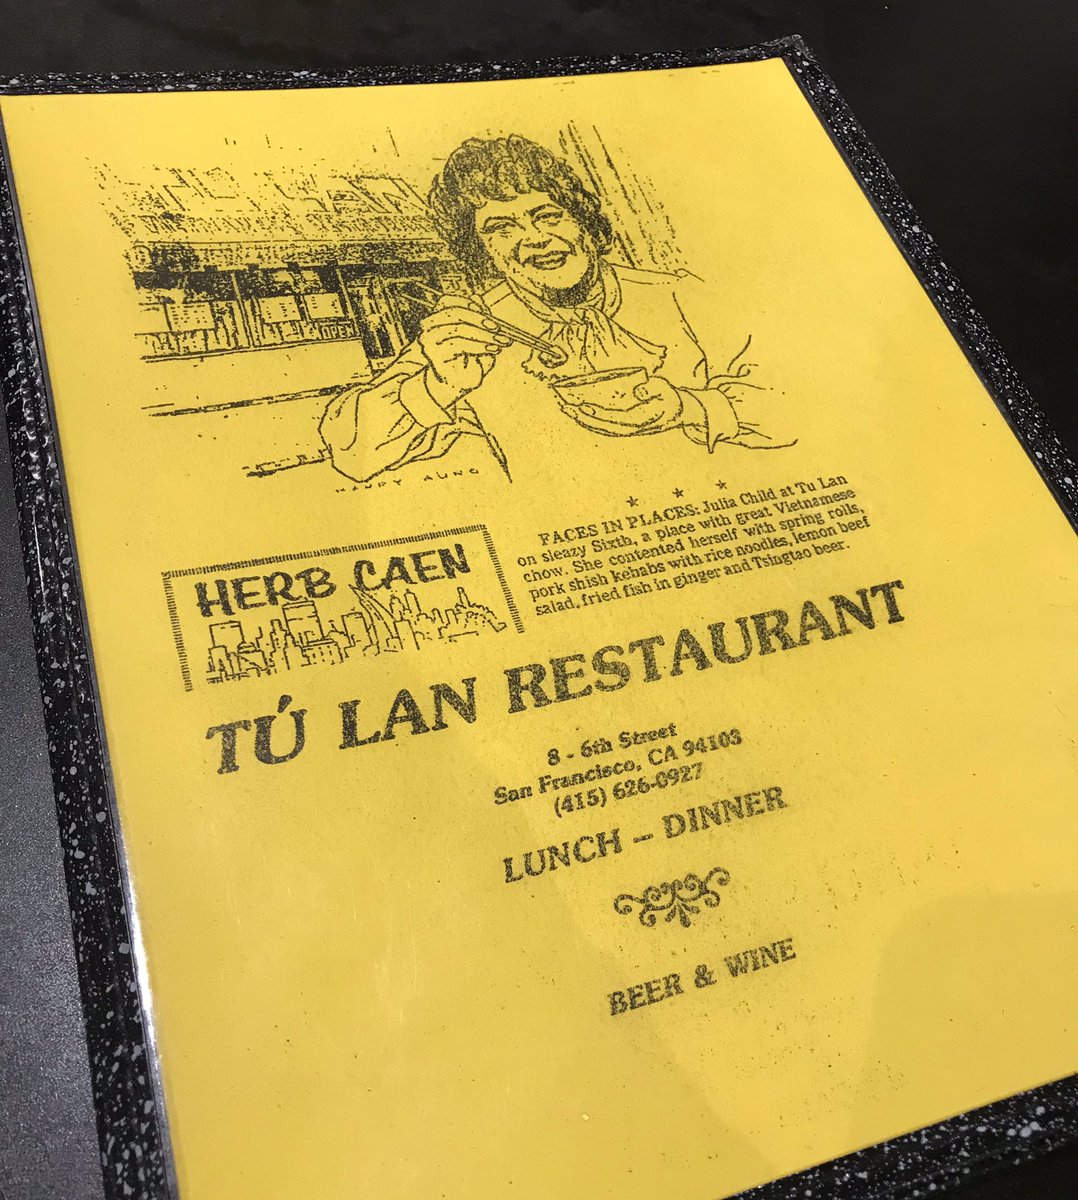 TU LAN
OPEN
HARRY AUNG
FACES IN PLACES: Julia Child at Tu Lan
on sleazy Sixth, a place with great Vietnamese
chow. She contented herself with spring rolls,
pork shish kebabs with rice noodles, lemon beef
salad, fried fish in ginger and Tsingtao beer.
HERB CAEN
TÚ LAN RESTAURANT
8 - 6th Street
San Francisco, CA 94103
(415) 626-0927
LUNCH — DINNER
BEER & WINE